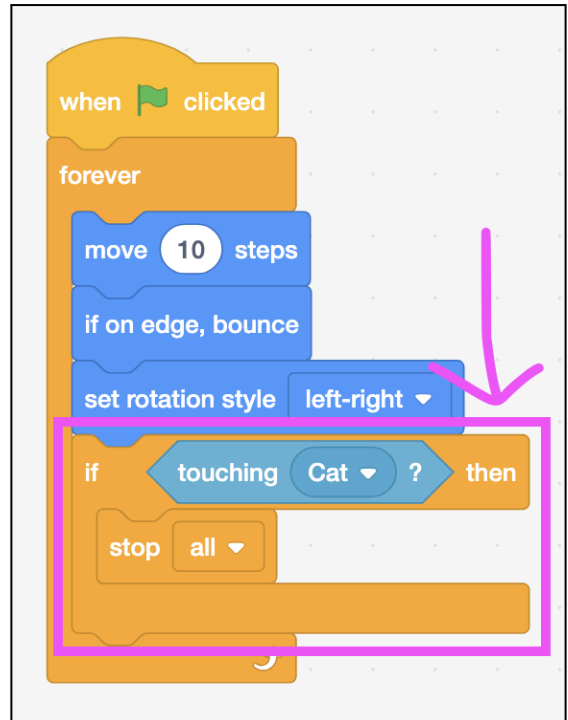 when clicked
forever
move 10 steps
if on edge, bounce
set rotation style left-right
if touching Cat ? then
stop all